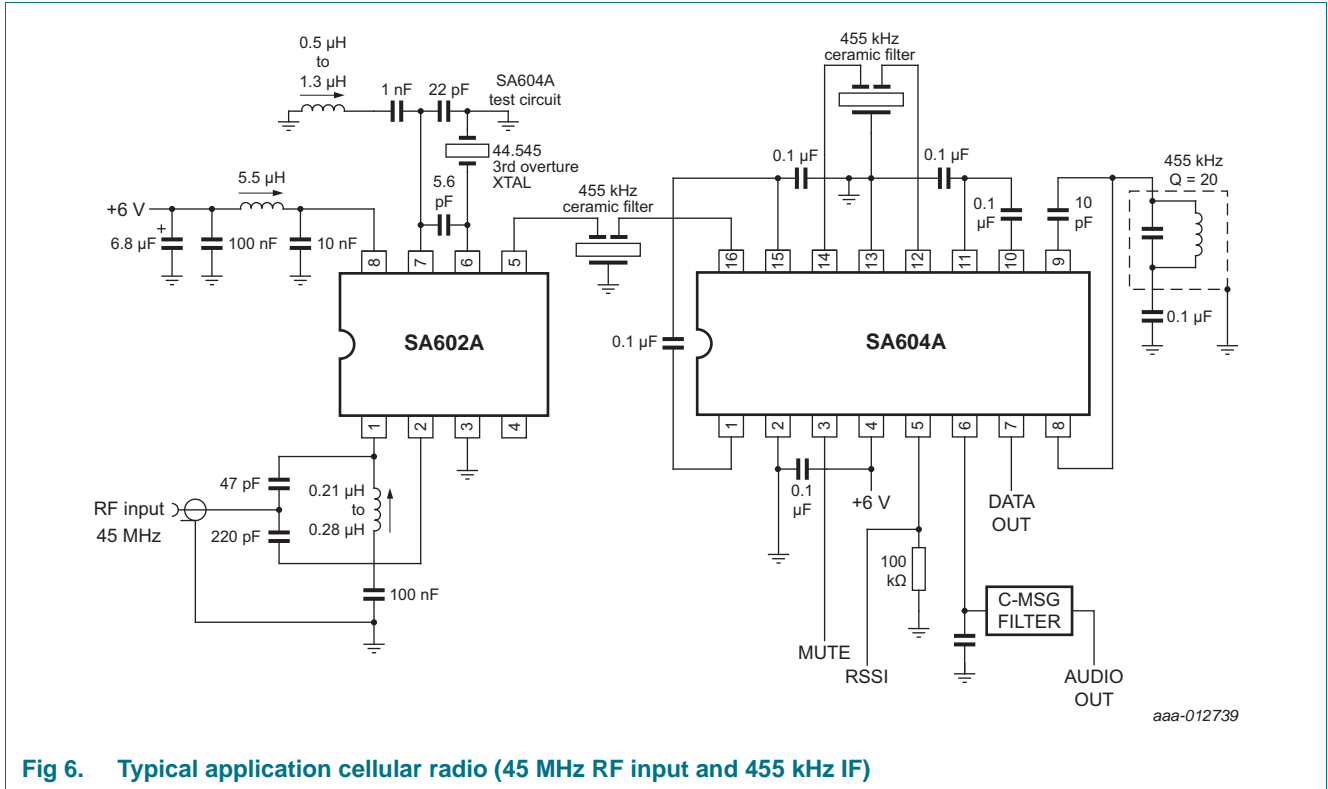 0.5 µH
to
1.3 µH
1 nF
22 pF
SA604A
test circuit
44.545
3rd overture
XTAL
5.6
pF
455 kHz
ceramic filter
455 kHz
ceramic filter
0.1 µF
0.1 µF
0.1
µF
10
pF
455 kHz
Q = 20
0.1 µF
+6 V
5.5 µH
+
6.8 µF
100 nF
10 nF
8
7
6
5
SA602A
1
2
3
4
0.1 µF
16
15
14
13
12
11
10
9
SA604A
1
2
3
4
5
6
7
8
RF input
45 MHz
47 pF
220 pF
0.21 µH
to
0.28 µH
100 nF
0.1
µF
+6 V
MUTE
RSSI
100
kΩ
DATA
OUT
C-MSG
FILTER
AUDIO
OUT
aaa-012739
Fig 6. Typical application cellular radio (45 MHz RF input and 455 kHz IF)